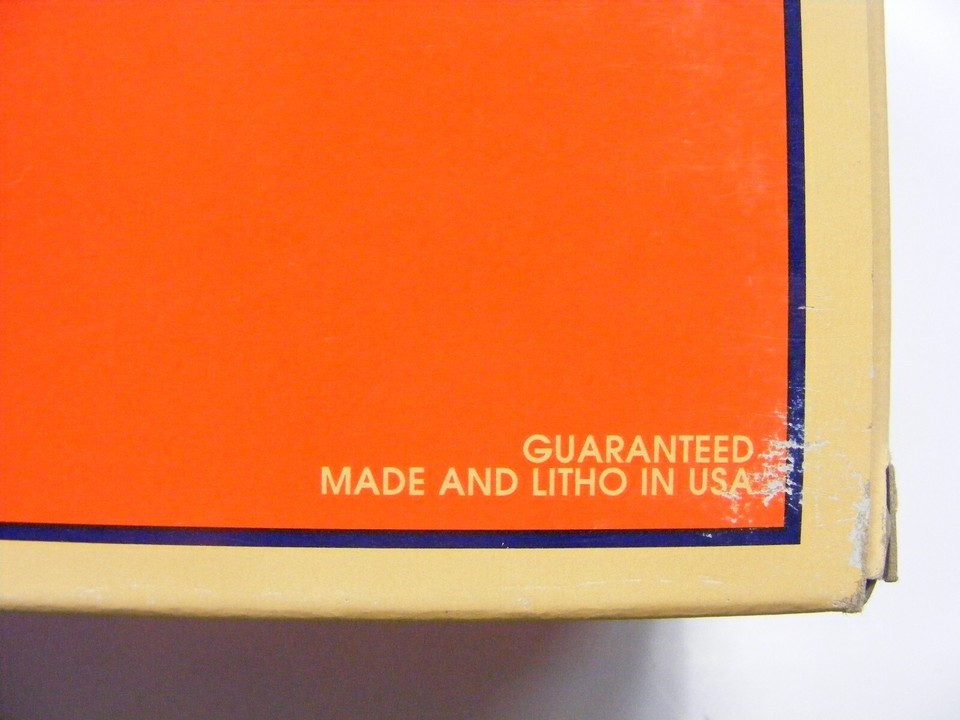 GUARANTEED
MADE AND LITHO IN USA